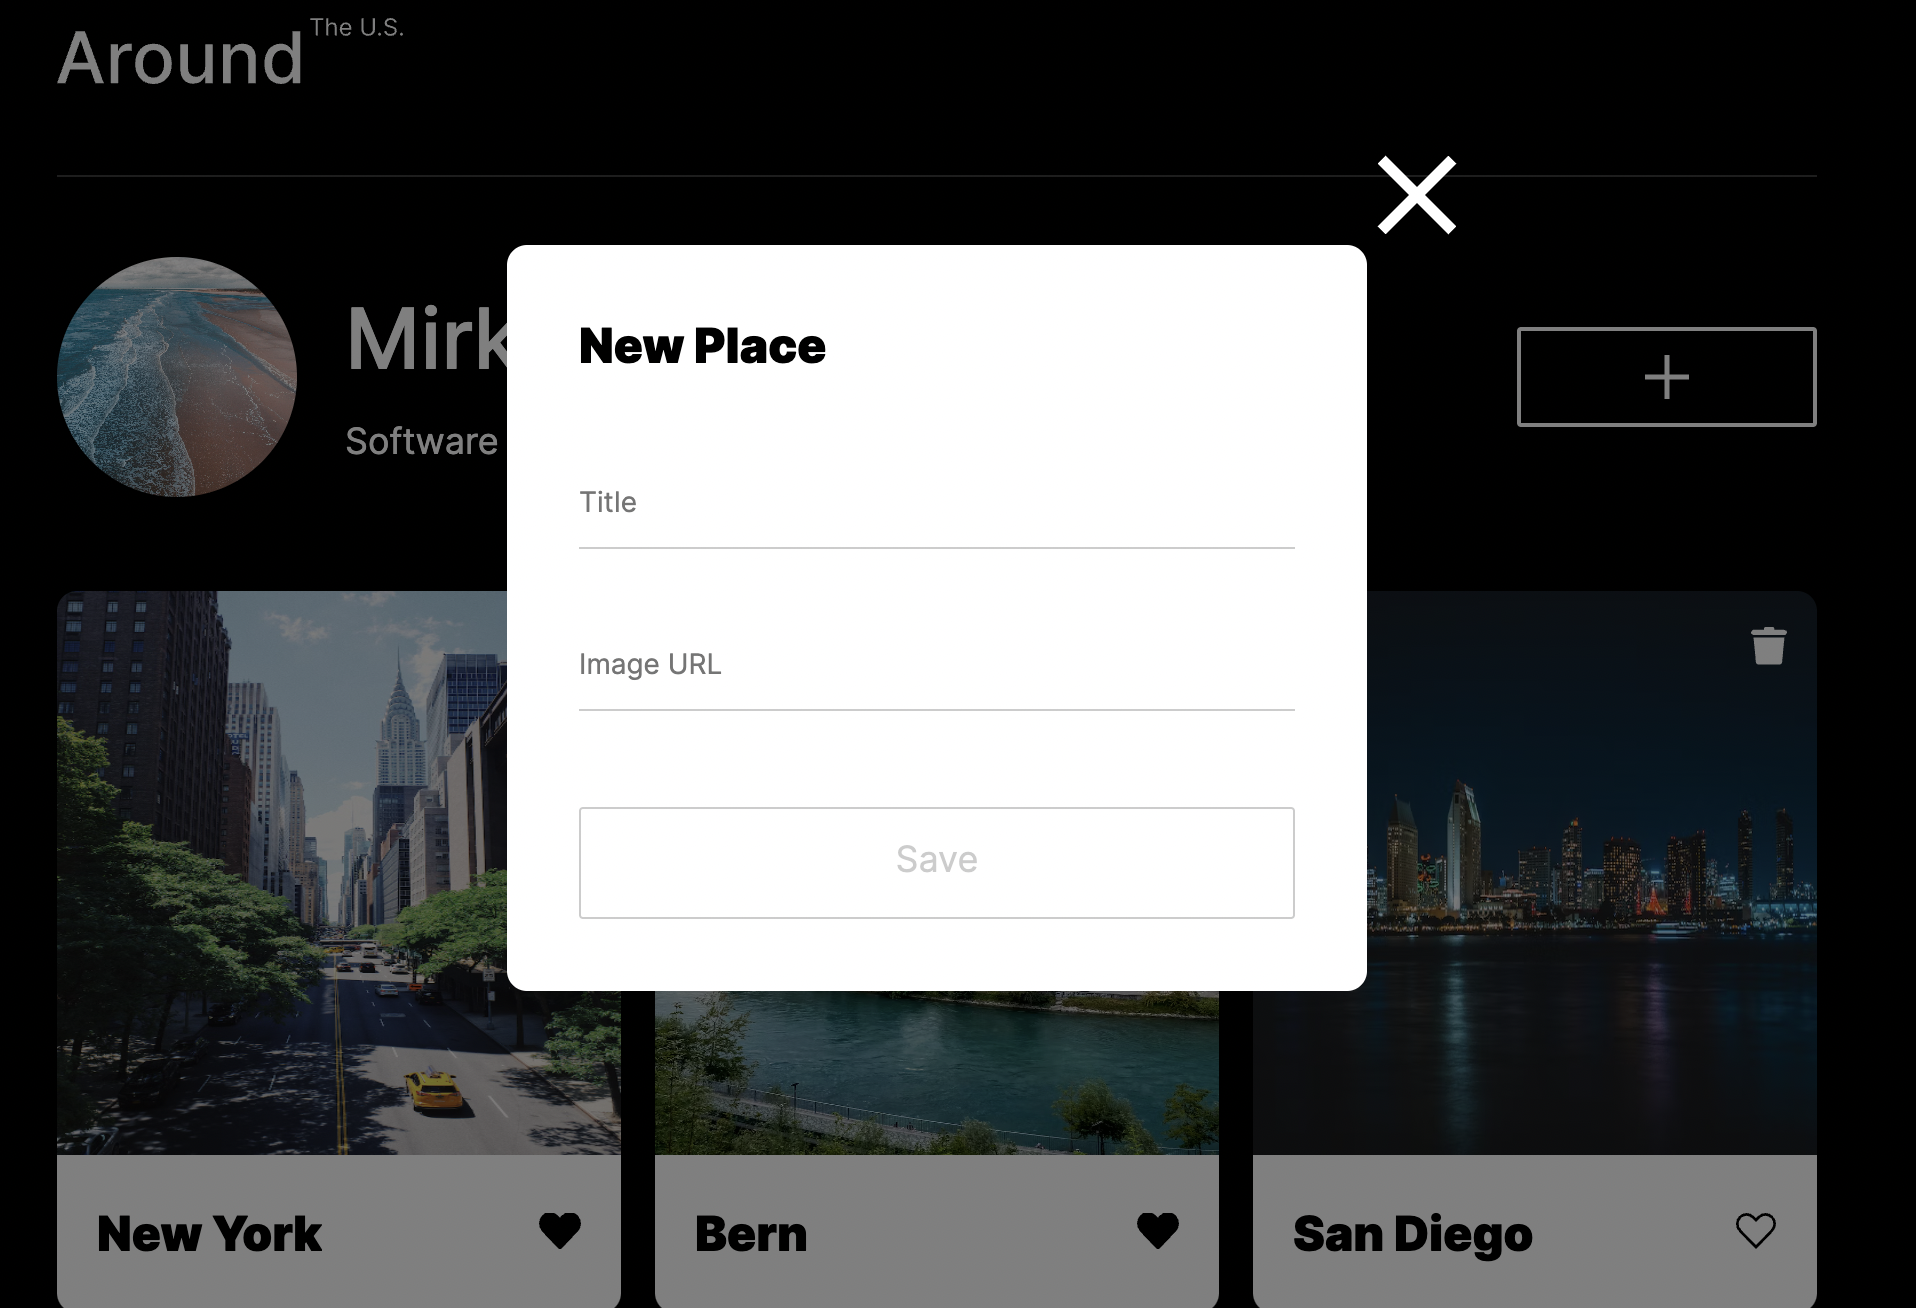 Around The U.S.
Mirk
Software
New Place
Title
Image URL
Save
New York
Bern
San Diego